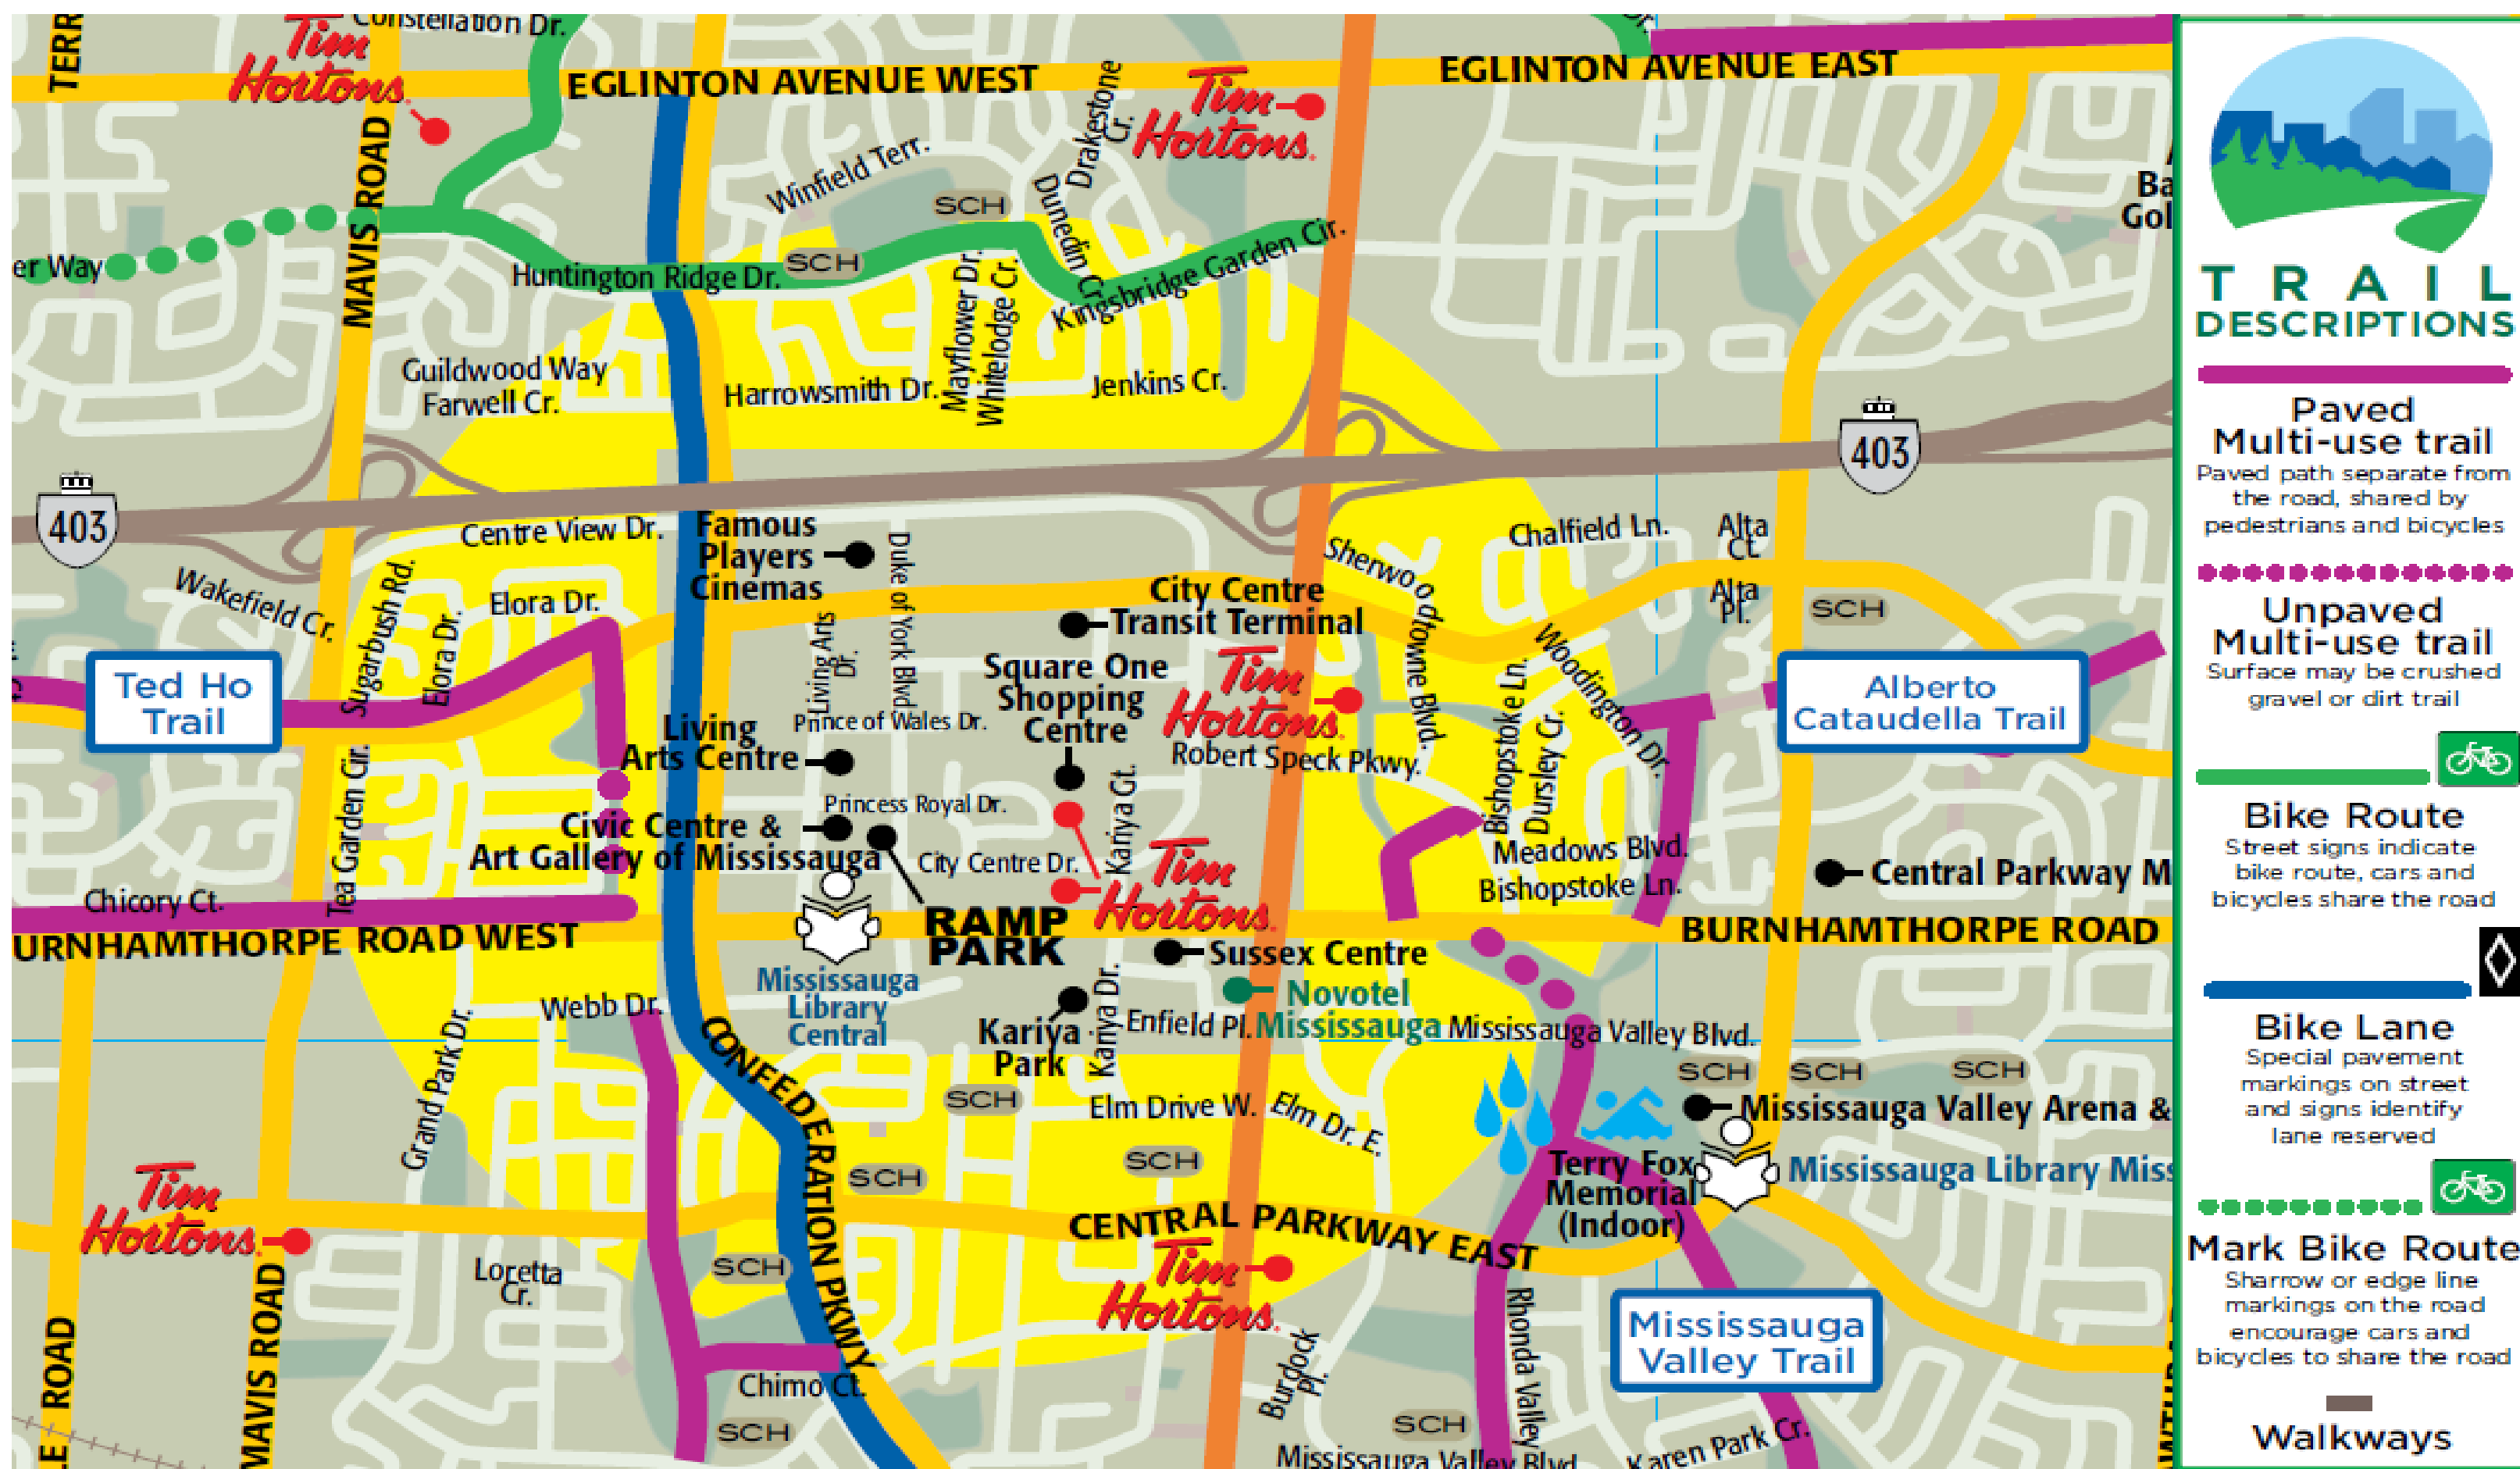 Constellation Dr.
TERR
Tim
Hortons
EGLINTON AVENUE WEST
EGLINTON AVENUE EAST
Dr.
Tim
Hortons
Drakestone
Cr.
MAVIS ROAD
Winfield Terr.
SCH
Dunedin Cr.
Ba
Gol
er Way
Huntington Ridge Dr.
SCH
Kingsbridge Garden Cir.
Mayflower Dr.
Whitelodge Cr.
Guildwood Way
Farwell Cr.
Harrowsmith Dr.
Jenkins Cr.
403
403
Centre View Dr.
Famous
Players
Cinemas
Duke of York Blvd.
Sherwoodtowne Blvd.
Chalfield Ln.
Alta
Ct.
Alta
Pl.
SCH
Wakefield Cr.
Sugarbush Rd.
Elora Dr.
Elora Dr.
Living Arts
Dr.
City Centre
Transit Terminal
Square One
Shopping
Centre
Tim
Hortons
Woodington Dr.
Bishopstoke Ln.
Dursley Cr.
Ted Ho
Trail
Alberto
Cataudella Trail
Living
Arts Centre
Prince of Wales Dr.
Robert Speck Pkwy.
Tea Garden Cir.
Princess Royal Dr.
Kariya Gt.
Civic Centre &
Art Gallery of Mississauga
City Centre Dr.
Tim
Hortons
Meadows Blvd.
Bishopstoke Ln.
Central Parkway M
Chicory Ct.
RAMP
PARK
URNHAMTHORPE ROAD WEST
BURNHAMTHORPE ROAD
Sussex Centre
Mississauga
Library
Central
Novotel
Mississauga
Webb Dr.
Kariya
Park
Kariya Dr.
Enfield Pl.
Mississauga Valley Blvd.
Grand Park Dr.
CONFEDERATION PKWY
SCH
SCH
SCH
SCH
Elm Drive W.
Elm Dr. E.
Mississauga Valley Arena &
SCH
SCH
Terry Fox
Memorial
(Indoor)
Mississauga Library Miss
Tim
Hortons
CENTRAL PARKWAY EAST
Tim
Hortons
SCH
Loretta
Cr.
Rhonda Valley
Mississauga
Valley Trail
Burdock
Pl.
Chimo Ct.
SCH
SCH
LE ROAD
MAVIS ROAD
Mississauga Valley Blvd.
Karen Park Cr.
TRAIL
DESCRIPTIONS
Paved
Multi-use trail
Paved path separate from
the road, shared by
pedestrians and bicycles
Unpaved
Multi-use trail
Surface may be crushed
gravel or dirt trail
Bike Route
Street signs indicate
bike route, cars and
bicycles share the road
Bike Lane
Special pavement
markings on street
and signs identify
lane reserved
Mark Bike Route
Sharrow or edge line
markings on the road
encourage cars and
bicycles to share the road
Walkways